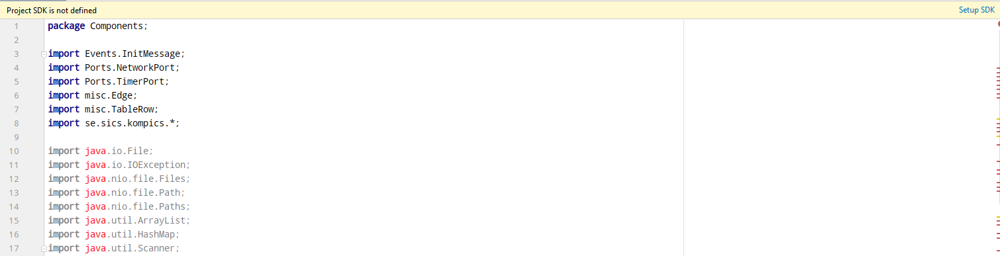 Project SDK is not defined Setup SDK
1 package Components;
2
3 import Events.InitMessage;
4 import Ports.NetworkPort;
5 import Ports.TimerPort;
6 import misc.Edge;
7 import misc.TableRow;
8 import se.sics.kompics.*;
9
10 import java.io.File;
11 import java.io.IOException;
12 import java.nio.file.Files;
13 import java.nio.file.Path;
14 import java.nio.file.Paths;
15 import java.util.ArrayList;
16 import java.util.HashMap;
17 import java.util.Scanner;